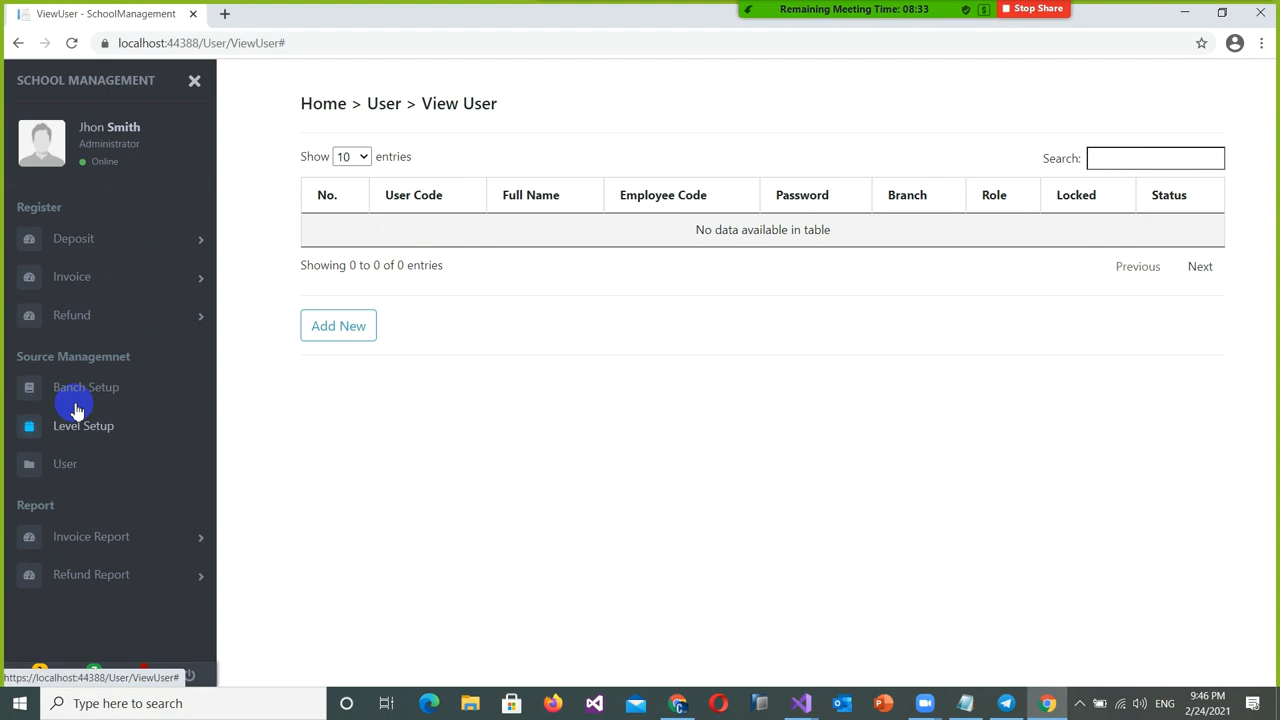 ViewUser - SchoolManagement
Remaining Meeting Time: 08:33
Stop Share
localhost:44388/User/ViewUser#
SCHOOL MANAGEMENT
Jhon Smith
Administrator
Online
Register
Deposit
Invoice
Refund
Source Managemnet
Banch Setup
Level Setup
User
Report
Invoice Report
Refund Report
https://localhost:44388/User/ViewUser#
Home > User > View User
Show 10 entries
Search:
No. User Code Full Name Employee Code Password Branch Role Locked Status
No data available in table
Showing 0 to 0 of 0 entries
Previous Next
Add New
Type here to search
ENG
9:46 PM
2/24/2021